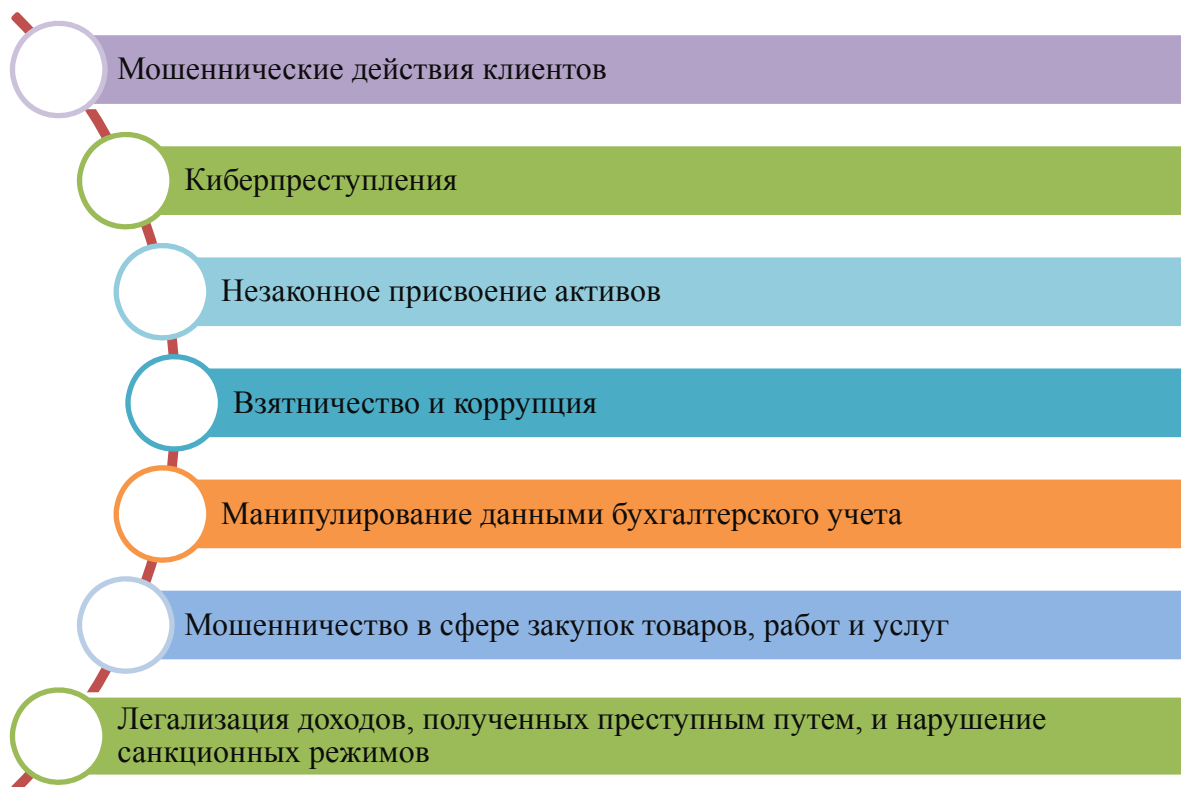 Мошеннические действия клиентов
Киберпреступления
Незаконное присвоение активов
Взятничество и коррупция
Манипулирование данными бухгалтерского учета
Мошенничество в сфере закупок товаров, работ и услуг
Легализация доходов, полученных преступным путем, и нарушение
санкционных режимов